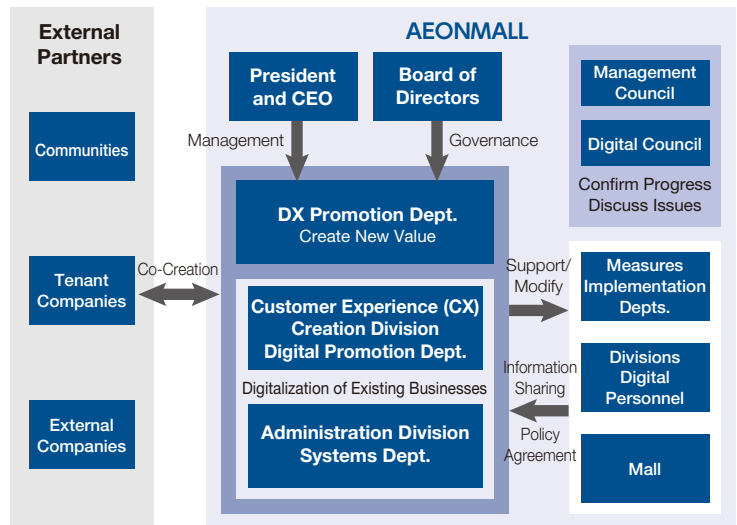 External
Partners
Communities
Tenant
Companies
External
Companies
Co-Creation
AEONMALL
President
and CEO
Board of
Directors
Management
Governance
DX Promotion Dept.
Create New Value
Customer Experience (CX)
Creation Division
Digital Promotion Dept.
Digitalization of Existing Businesses
Administration Division
Systems Dept.
Management
Council
Digital Council
Confirm Progress
Discuss Issues
Support/
Modify
Information
Sharing
Policy
Agreement
Measures
Implementation
Depts.
Divisions
Digital
Personnel
Mall